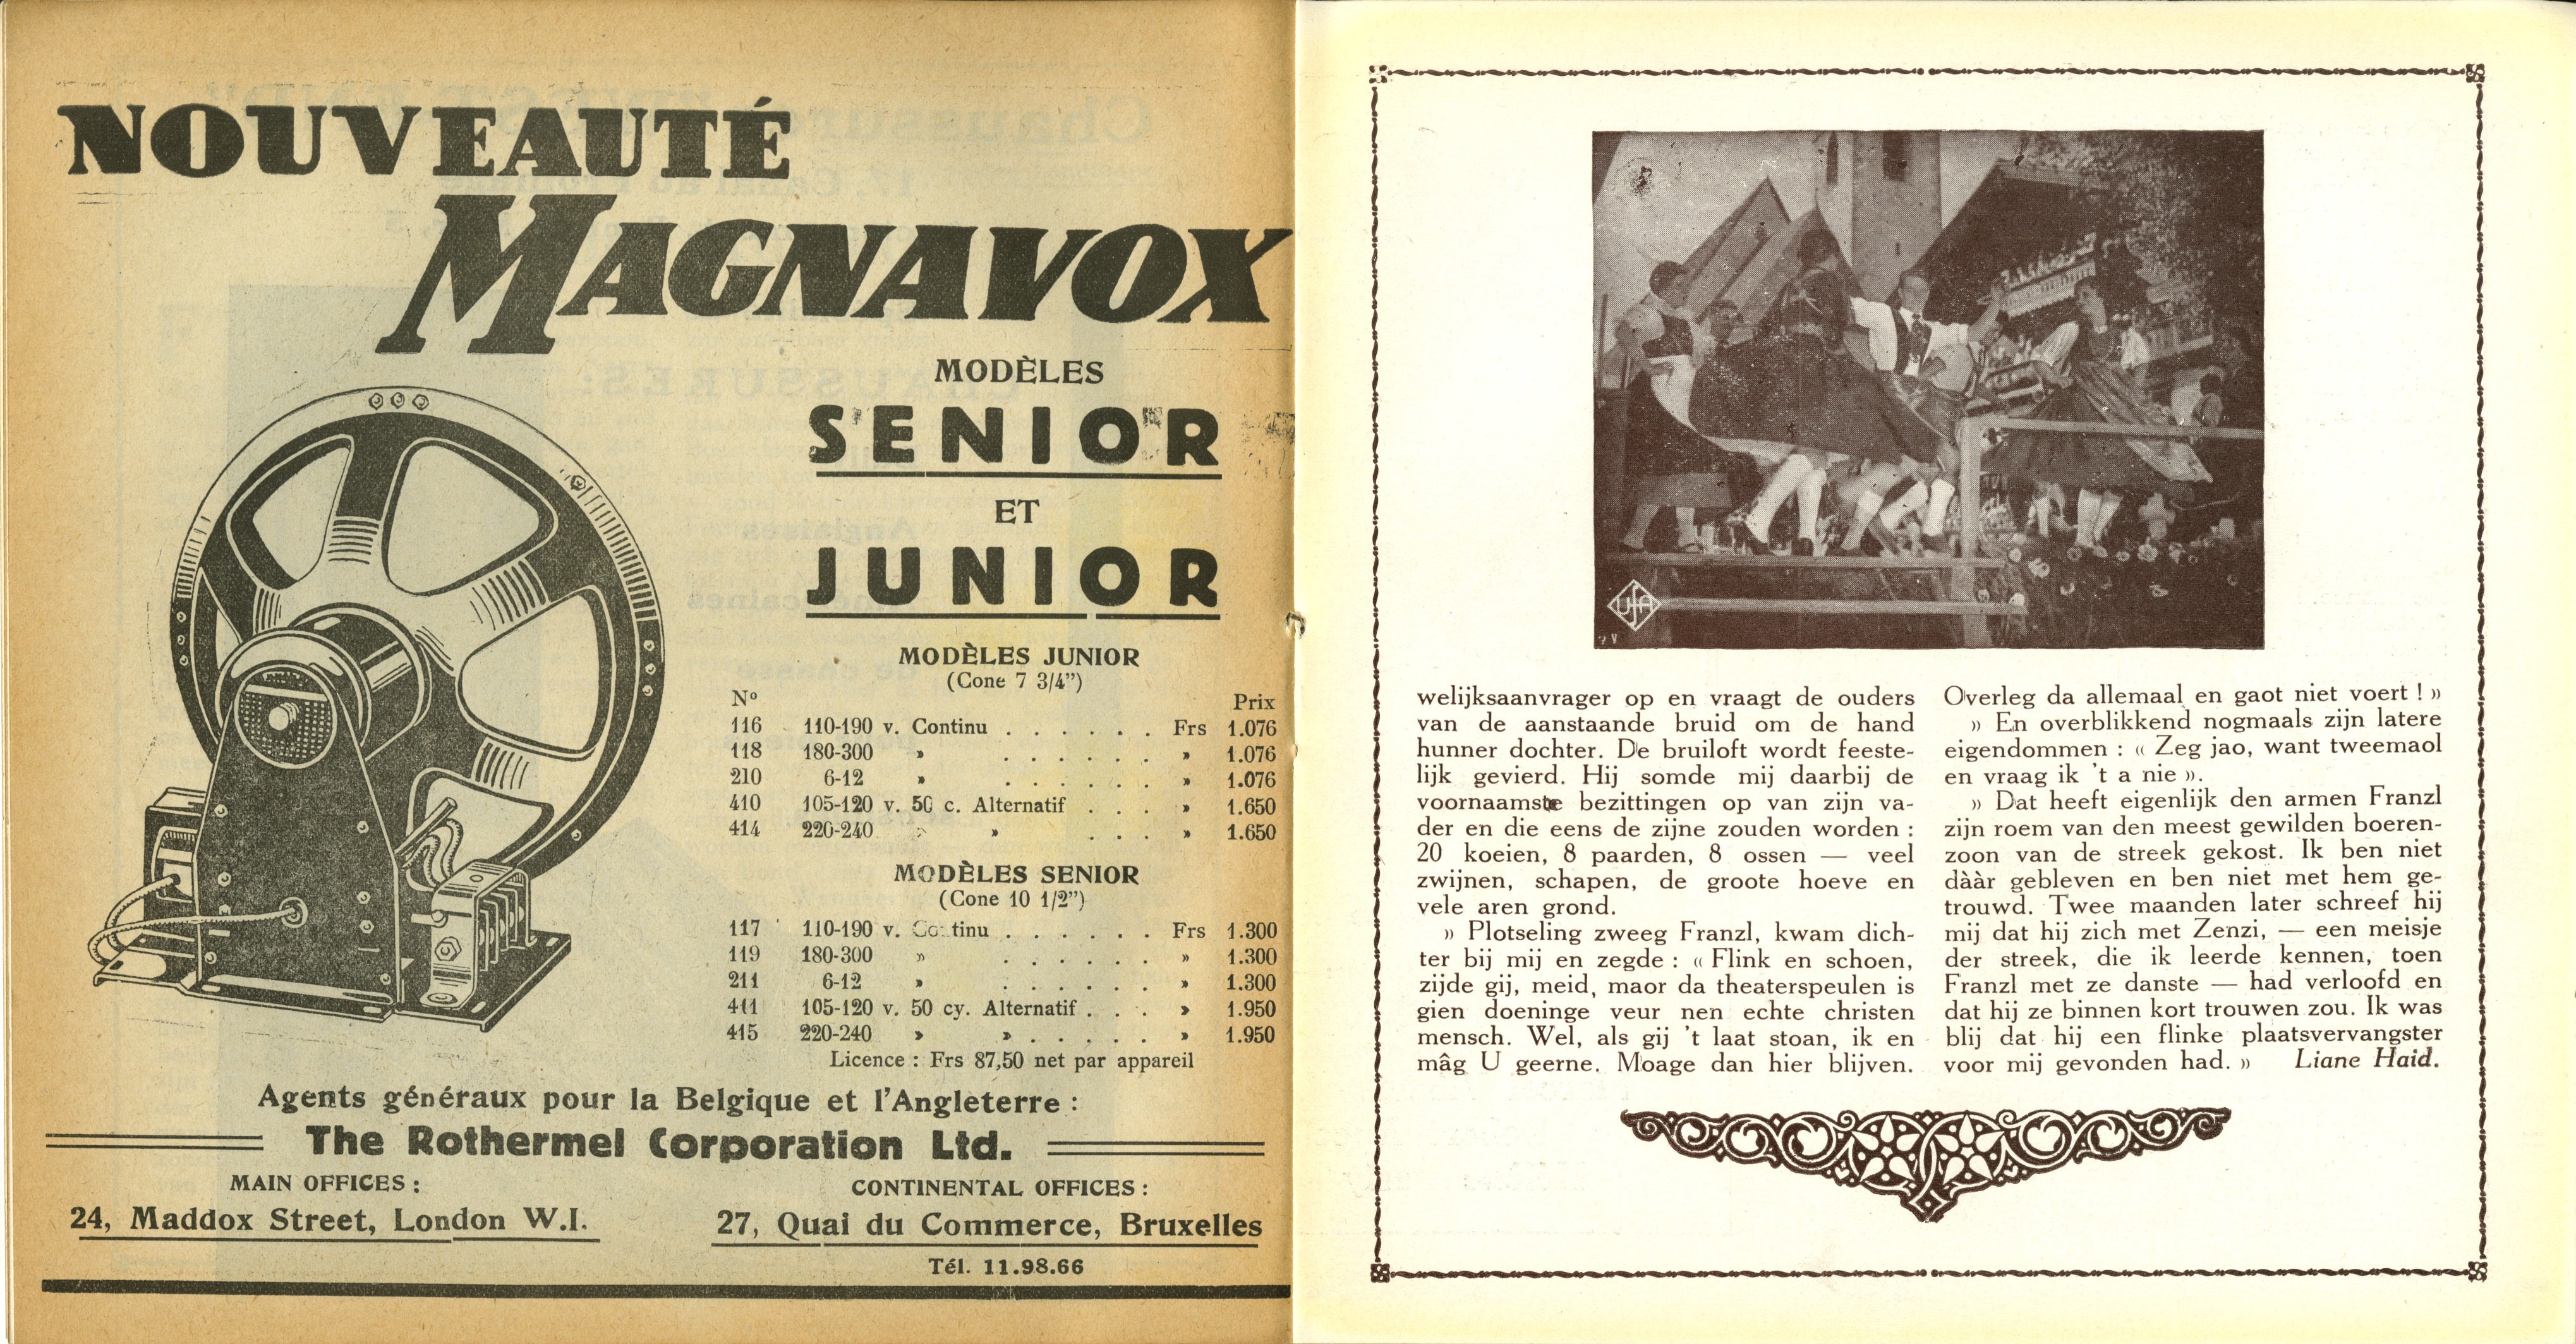 NOUVEAUTÉ
MAGNAVOX
MODÈLES
SENIOR
ET
JUNIOR
MODÈLES JUNIOR
(Cone 7 3/4")
Nº Prix
116 110-190 v. Continu . . . . . . Frs 1.076
118 180-300 » . . . . . . » 1.076
210 6-12 » . . . . . . » 1.076
410 105-120 v. 50 c. Alternatif . . . » 1.650
414 220-240 » » . . . » 1.650
MODÈLES SENIOR
(Cone 10 1/2")
117 110-190 v. Continu . . . . . . Frs 1.300
119 180-300 » . . . . . . » 1.300
211 6-12 » . . . . . . » 1.300
411 105-120 v. 50 cy. Alternatif . . . » 1.950
415 220-240 » » . . . . . » 1.950
Licence : Frs 87,50 net par appareil
Agents généraux pour la Belgique et l'Angleterre :
The Rothermel Corporation Ltd.
MAIN OFFICES :
24, Maddox Street, London W.I.
CONTINENTAL OFFICES :
27, Quai du Commerce, Bruxelles
Tél. 11.98.66
UfA
welijksaanvrager op en vraagt de ouders
van de aanstaande bruid om de hand
hunner dochter. De bruiloft wordt feeste-
lijk gevierd. Hij somde mij daarbij de
voornaamste bezittingen op van zijn va-
der en die eens de zijne zouden worden :
20 koeien, 8 paarden, 8 ossen — veel
zwijnen, schapen, de groote hoeve en
vele aren grond.
» Plotseling zweeg Franzl, kwam dich-
ter bij mij en zegde : « Flink en schoen,
zijde gij, meid, maor da theaterspeulen is
gien doeninge veur nen echte christen
mensch. Wel, als gij 't laat stoan, ik en
mâg U geerne. Moage dan hier blijven.
Overleg da allemaal en gaot niet voert ! »
» En overblikkend nogmaals zijn latere
eigendommen : « Zeg jao, want tweemaol
en vraag ik 't a nie ».
» Dat heeft eigenlijk den armen Franzl
zijn roem van den meest gewilden boeren-
zoon van de streek gekost. Ik ben niet
dààr gebleven en ben niet met hem ge-
trouwd. Twee maanden later schreef hij
mij dat hij zich met Zenzi, — een meisje
der streek, die ik leerde kennen, toen
Franzl met ze danste — had verloofd en
dat hij ze binnen kort trouwen zou. Ik was
blij dat hij een flinke plaatsvervangster
voor mij gevonden had. » Liane Haid.